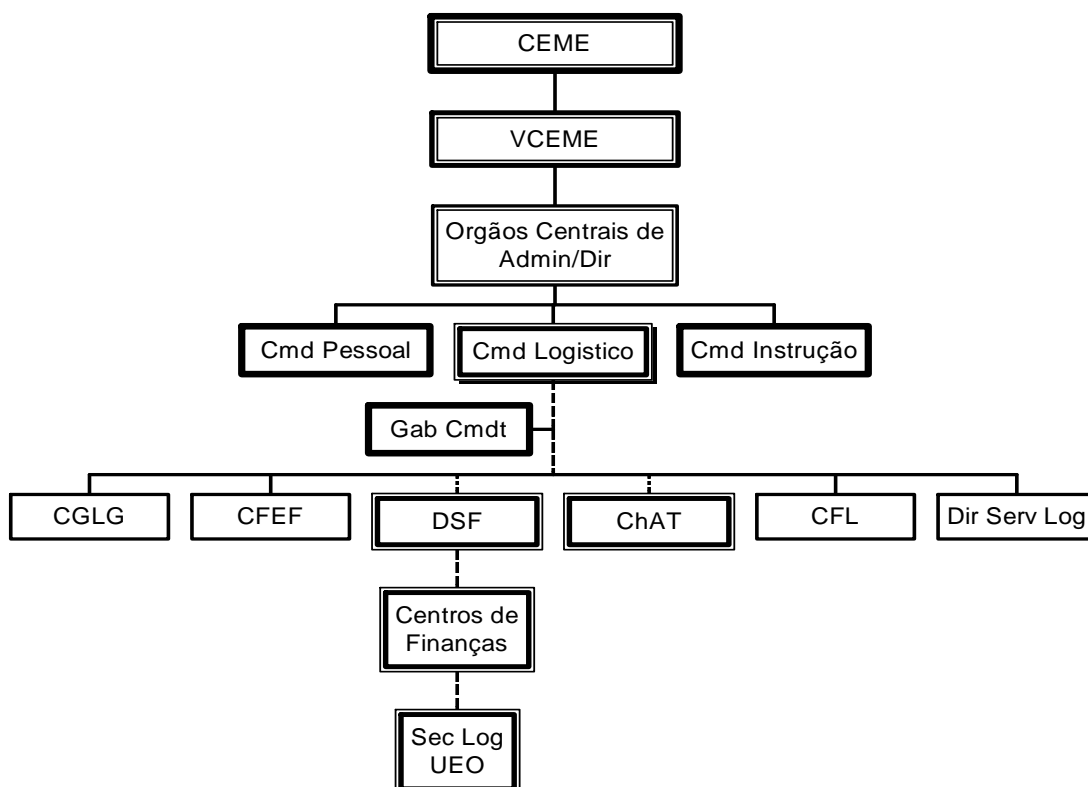 CEME
VCEME
Orgãos Centrais de
Admin/Dir
Cmd Pessoal
Cmd Logistico
Cmd Instrução
Gab Cmdt
CGLG
CFEF
DSF
ChAT
CFL
Dir Serv Log
Centros de
Finanças
Sec Log
UEO